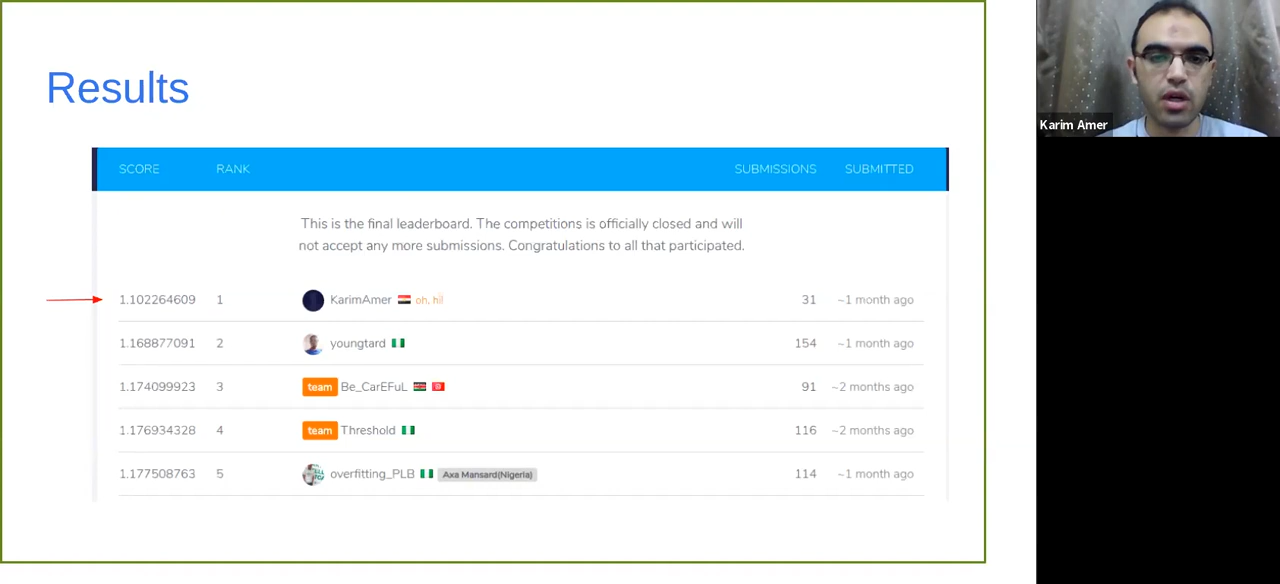 Results
SCORE RANK SUBMISSIONS SUBMITTED
This is the final leaderboard. The competitions is officially closed and will
not accept any more submissions. Congratulations to all that participated.
1.102264609 1 KarimAmer oh, hi! 31 ~1 month ago
1.168877091 2 youngtard 154 ~1 month ago
1.174099923 3 team Be_CarEFuL 91 ~2 months ago
1.176934328 4 team Threshold 116 ~2 months ago
1.177508763 5 overfitting_PLB Axa Mansard(Nigeria) 114 ~1 month ago
Karim Amer